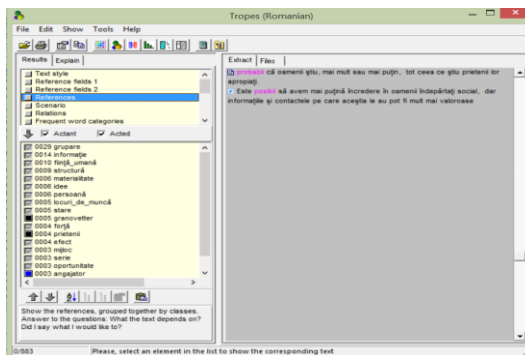 Tropes (Romanian)
File Edit Show Tools Help
Results Explain
Text style
Reference fields 1
Reference fields 2
References
Scenario
Relations
Frequent word categories
Actant Acted
0029 grupare
0014 informaţie
0010 fiinţă_umană
0009 structură
0006 materialitate
0006 idee
0006 persoană
0005 locuri_de_muncă
0005 stare
0005 granovetter
0004 forţă
0004 prietenii
0004 efect
0003 mijloc
0003 serie
0003 oportunitate
0003 angajator
Show the references, grouped together by classes.
Answer to the questions: What the text depends on?
Did I say what I would like to?
Extract Files
probabil că oamenii ştiu, mai mult sau mai puţin, tot ceea ce ştiu prietenii lor
apropiaţi.
Este posibil să avem mai puţină încredere în oamenii îndepărtaţi social, dar
informaţiile şi contactele pe care aceştia le au pot fi mult mai valoroase
0/883 Please, select an element in the list to show the corresponding text